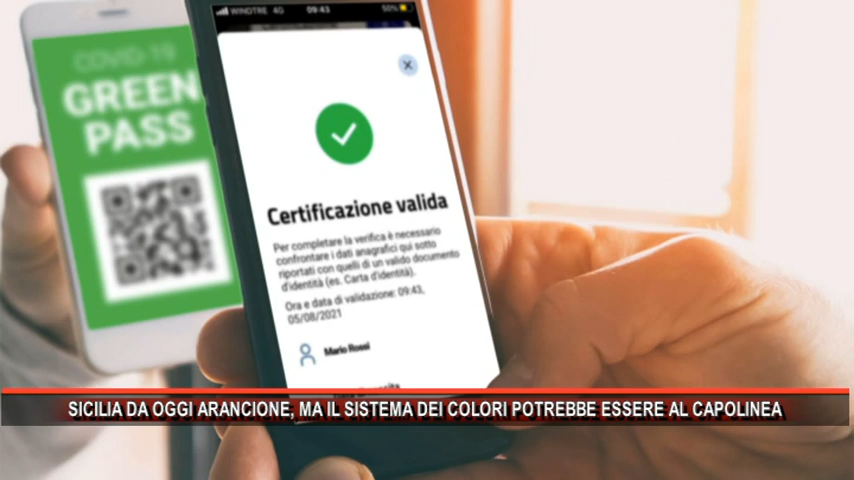 WINDTRE 4G 09:43 50%
COVID-19
GREEN
PASS
Certificazione valida
Per completare la verifica è necessario
confrontare i dati anagrafici qui sotto
riportati con quelli di un valido documento
d'identità (es. Carta d'identità).
Ora e data di validazione: 09:43,
05/08/2021
Mario Rossi
SICILIA DA OGGI ARANCIONE, MA IL SISTEMA DEI COLORI POTREBBE ESSERE AL CAPOLINEA